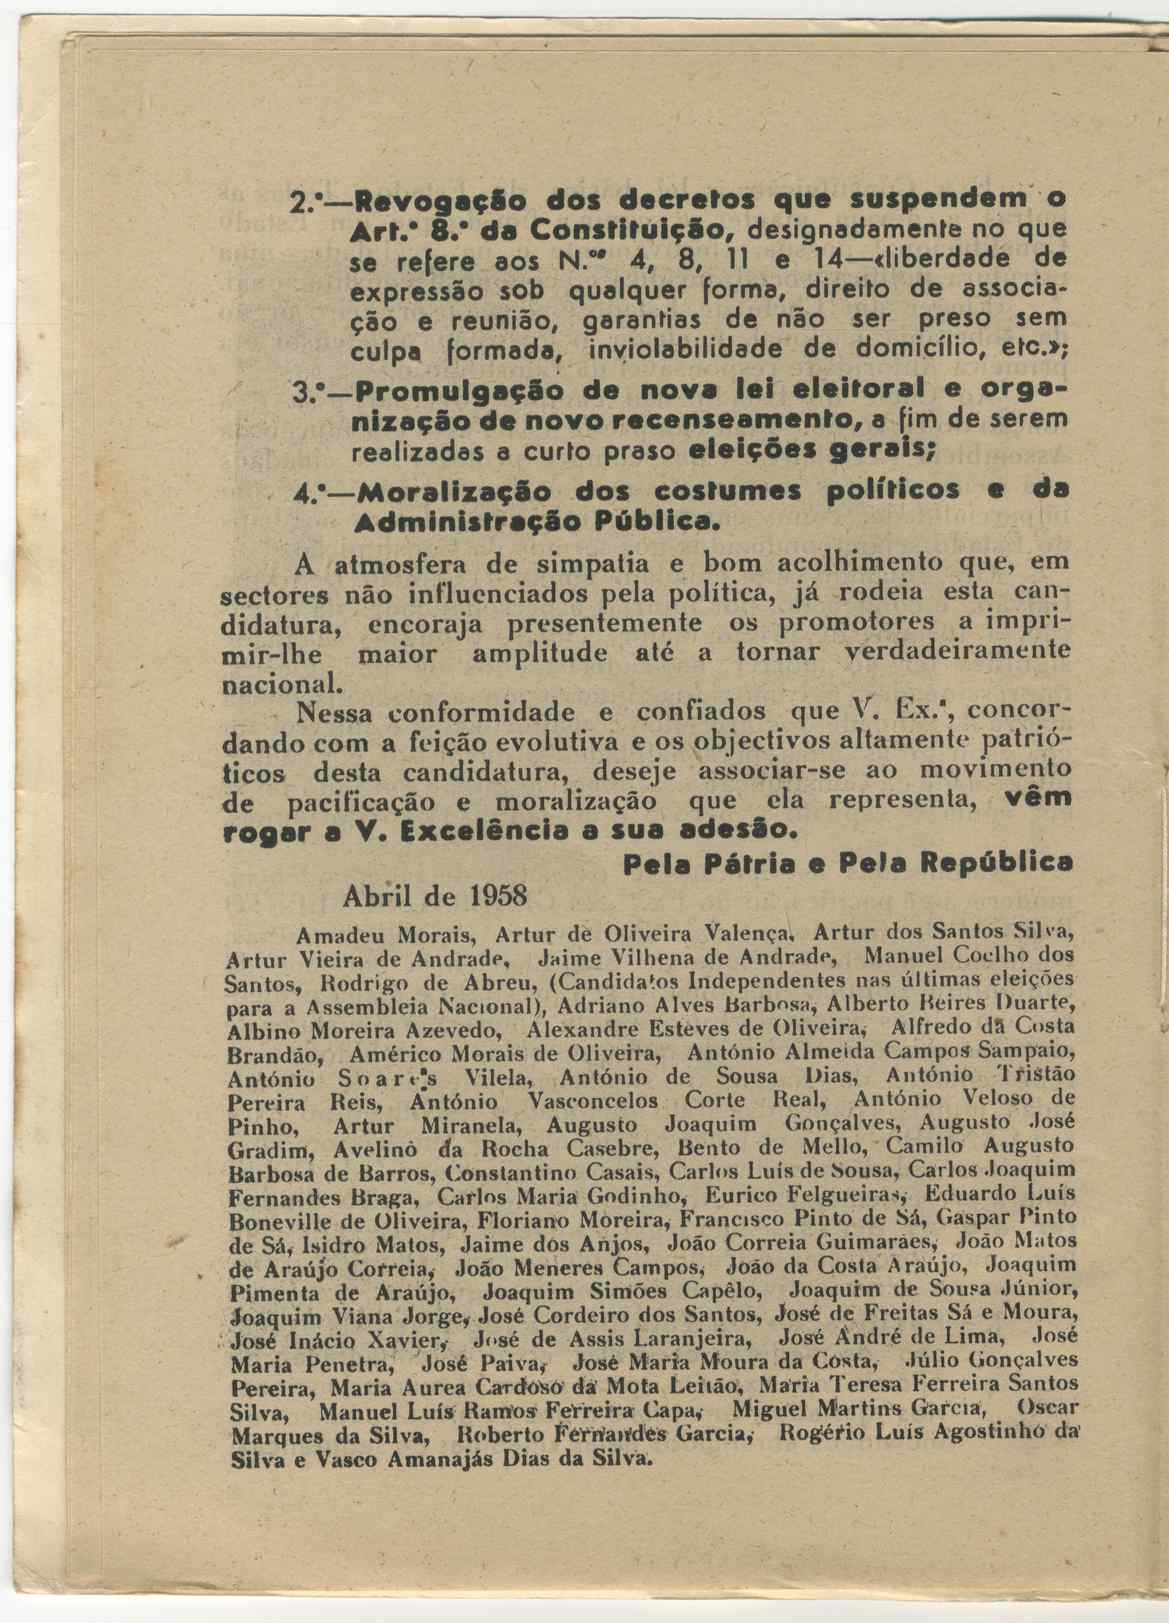 2.º—Revogação dos decretos que suspendem o
Art.º 8.º da Constituição, designadamente no que
se refere aos N.ºˢ 4, 8, 11 e 14—«liberdade de
expressão sob qualquer forma, direito de associa-
ção e reunião, garantias de não ser preso sem
culpa formada, inviolabilidade de domicílio, etc.»;
3.º—Promulgação de nova lei eleitoral e orga-
nização de novo recenseamento, a fim de serem
realizadas a curto praso eleições gerais;
4.º—Moralização dos costumes políticos e da
Administração Pública.
A atmosfera de simpatia e bom acolhimento que, em
sectores não influenciados pela política, já rodeia esta can-
didatura, encoraja presentemente os promotores a impri-
mir-lhe maior amplitude até a tornar verdadeiramente
nacional.
Nessa conformidade e confiados que V. Ex.ª, concor-
dando com a feição evolutiva e os objectivos altamente patrió-
ticos desta candidatura, deseje associar-se ao movimento
de pacificação e moralização que ela representa, vêm
rogar a V. Excelência a sua adesão.
Pela Pátria e Pela República
Abril de 1958
Amadeu Morais, Artur de Oliveira Valença, Artur dos Santos Silva,
Artur Vieira de Andrade, Jaime Vilhena de Andrade, Manuel Coelho dos
Santos, Rodrigo de Abreu, (Candidatos Independentes nas últimas eleições
para a Assembleia Nacional), Adriano Alves Barbosa, Alberto Beires Duarte,
Albino Moreira Azevedo, Alexandre Esteves de Oliveira, Alfredo da Costa
Brandão, Américo Morais de Oliveira, António Almeida Campos Sampaio,
António Soares Vilela, António de Sousa Dias, António Tristão
Pereira Reis, António Vasconcelos Corte Real, António Veloso de
Pinho, Artur Miranela, Augusto Joaquim Gonçalves, Augusto José
Gradim, Avelino da Rocha Casebre, Bento de Mello, Camilo Augusto
Barbosa de Barros, Constantino Casais, Carlos Luís de Sousa, Carlos Joaquim
Fernandes Braga, Carlos Maria Godinho, Eurico Felgueiras, Eduardo Luís
Boneville de Oliveira, Floriano Moreira, Francisco Pinto de Sá, Gaspar Pinto
de Sá, Isidro Matos, Jaime dos Anjos, João Correia Guimarães, João Matos
de Araújo Correia, João Meneres Campos, João da Costa Araújo, Joaquim
Pimenta de Araújo, Joaquim Simões Capêlo, Joaquim de Sousa Júnior,
Joaquim Viana Jorge, José Cordeiro dos Santos, José de Freitas Sá e Moura,
José Inácio Xavier, José de Assis Laranjeira, José André de Lima, José
Maria Penetra, José Paiva, José Maria Moura da Costa, Júlio Gonçalves
Pereira, Maria Aurea Cardoso da Mota Leitão, Maria Teresa Ferreira Santos
Silva, Manuel Luís Ramos Ferreira Capa, Miguel Martins Garcia, Oscar
Marques da Silva, Roberto Fernandes Garcia, Rogério Luís Agostinho da
Silva e Vasco Amanajás Dias da Silva.